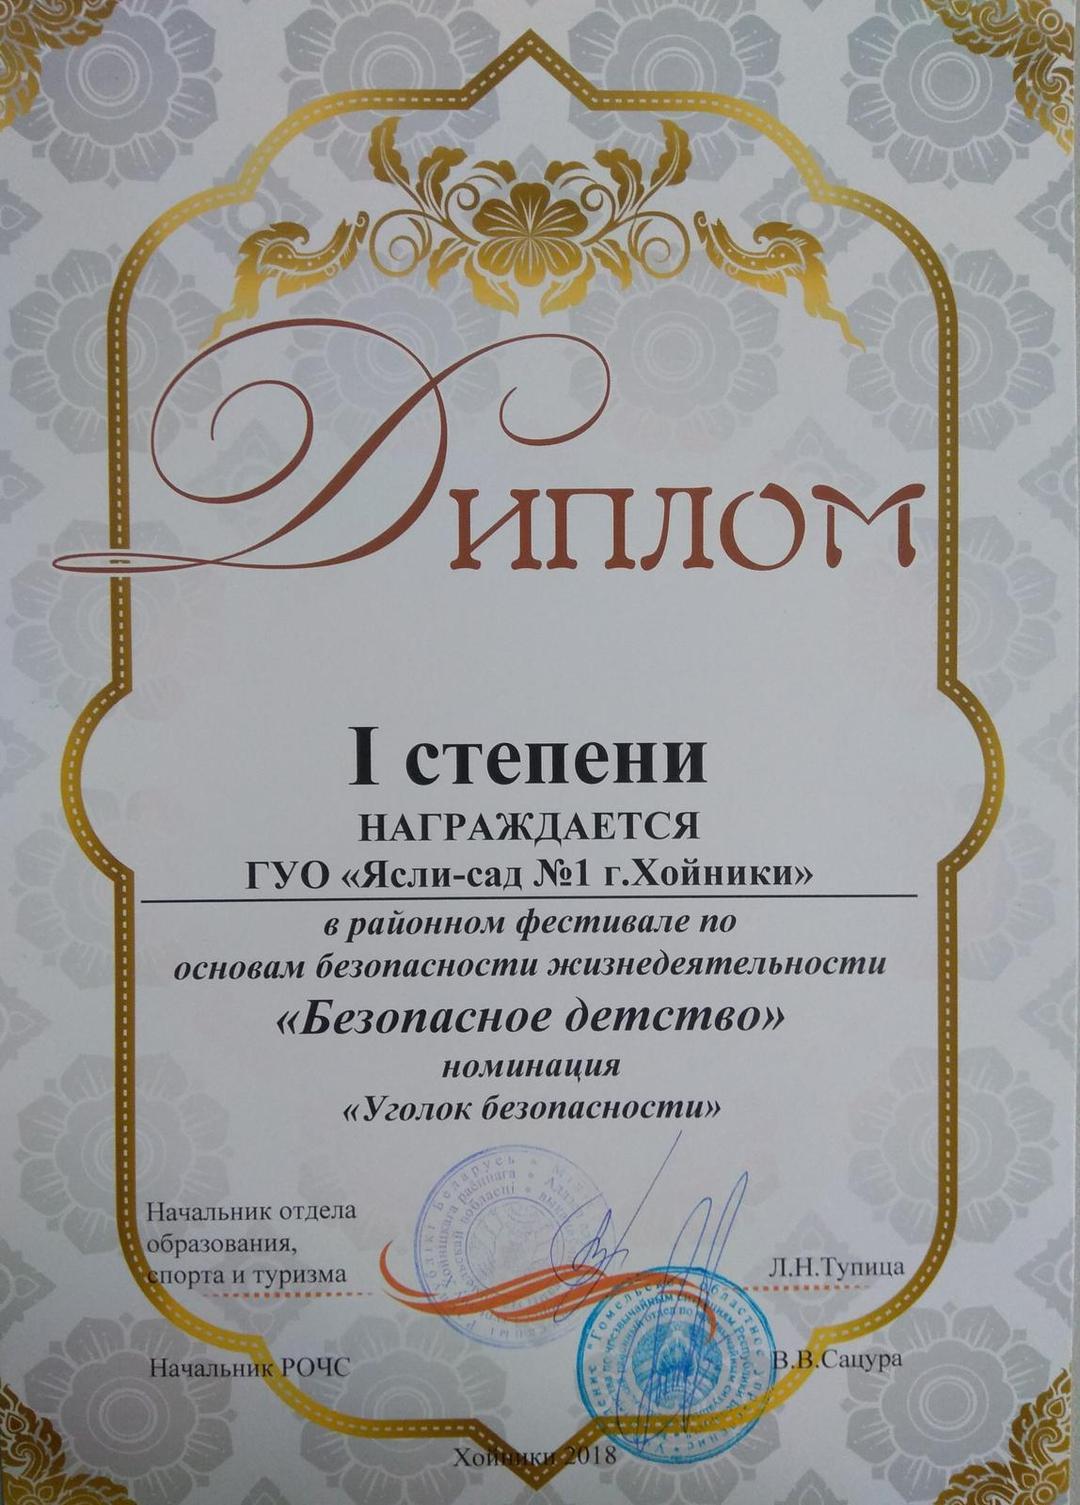 Диплом
I степени
НАГРАЖДАЕТСЯ
ГУО «Ясли-сад №1 г.Хойники»
в районном фестивале по
основам безопасности жизнедеятельности
«Безопасное детство»
номинация
«Уголок безопасности»
Начальник отдела
образования,
спорта и туризма
Л.Н.Тупица
Начальник РОЧС
В.В.Сацура
Хойники 2018